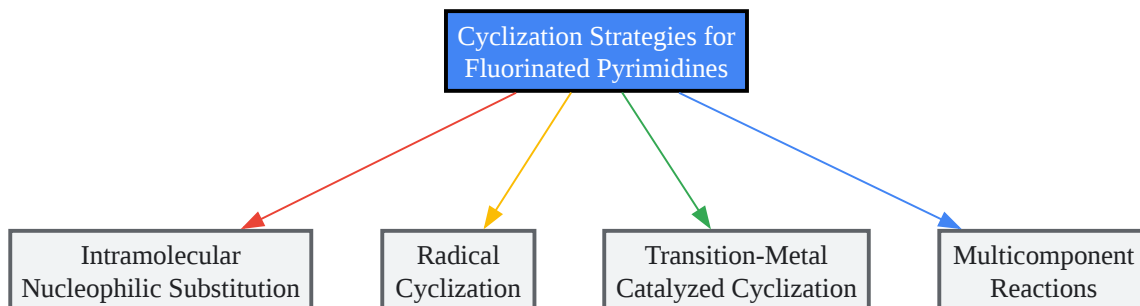 Cyclization Strategies for
Fluorinated Pyrimidines
Intramolecular
Nucleophilic Substitution
Radical
Cyclization
Transition-Metal
Catalyzed Cyclization
Multicomponent
Reactions